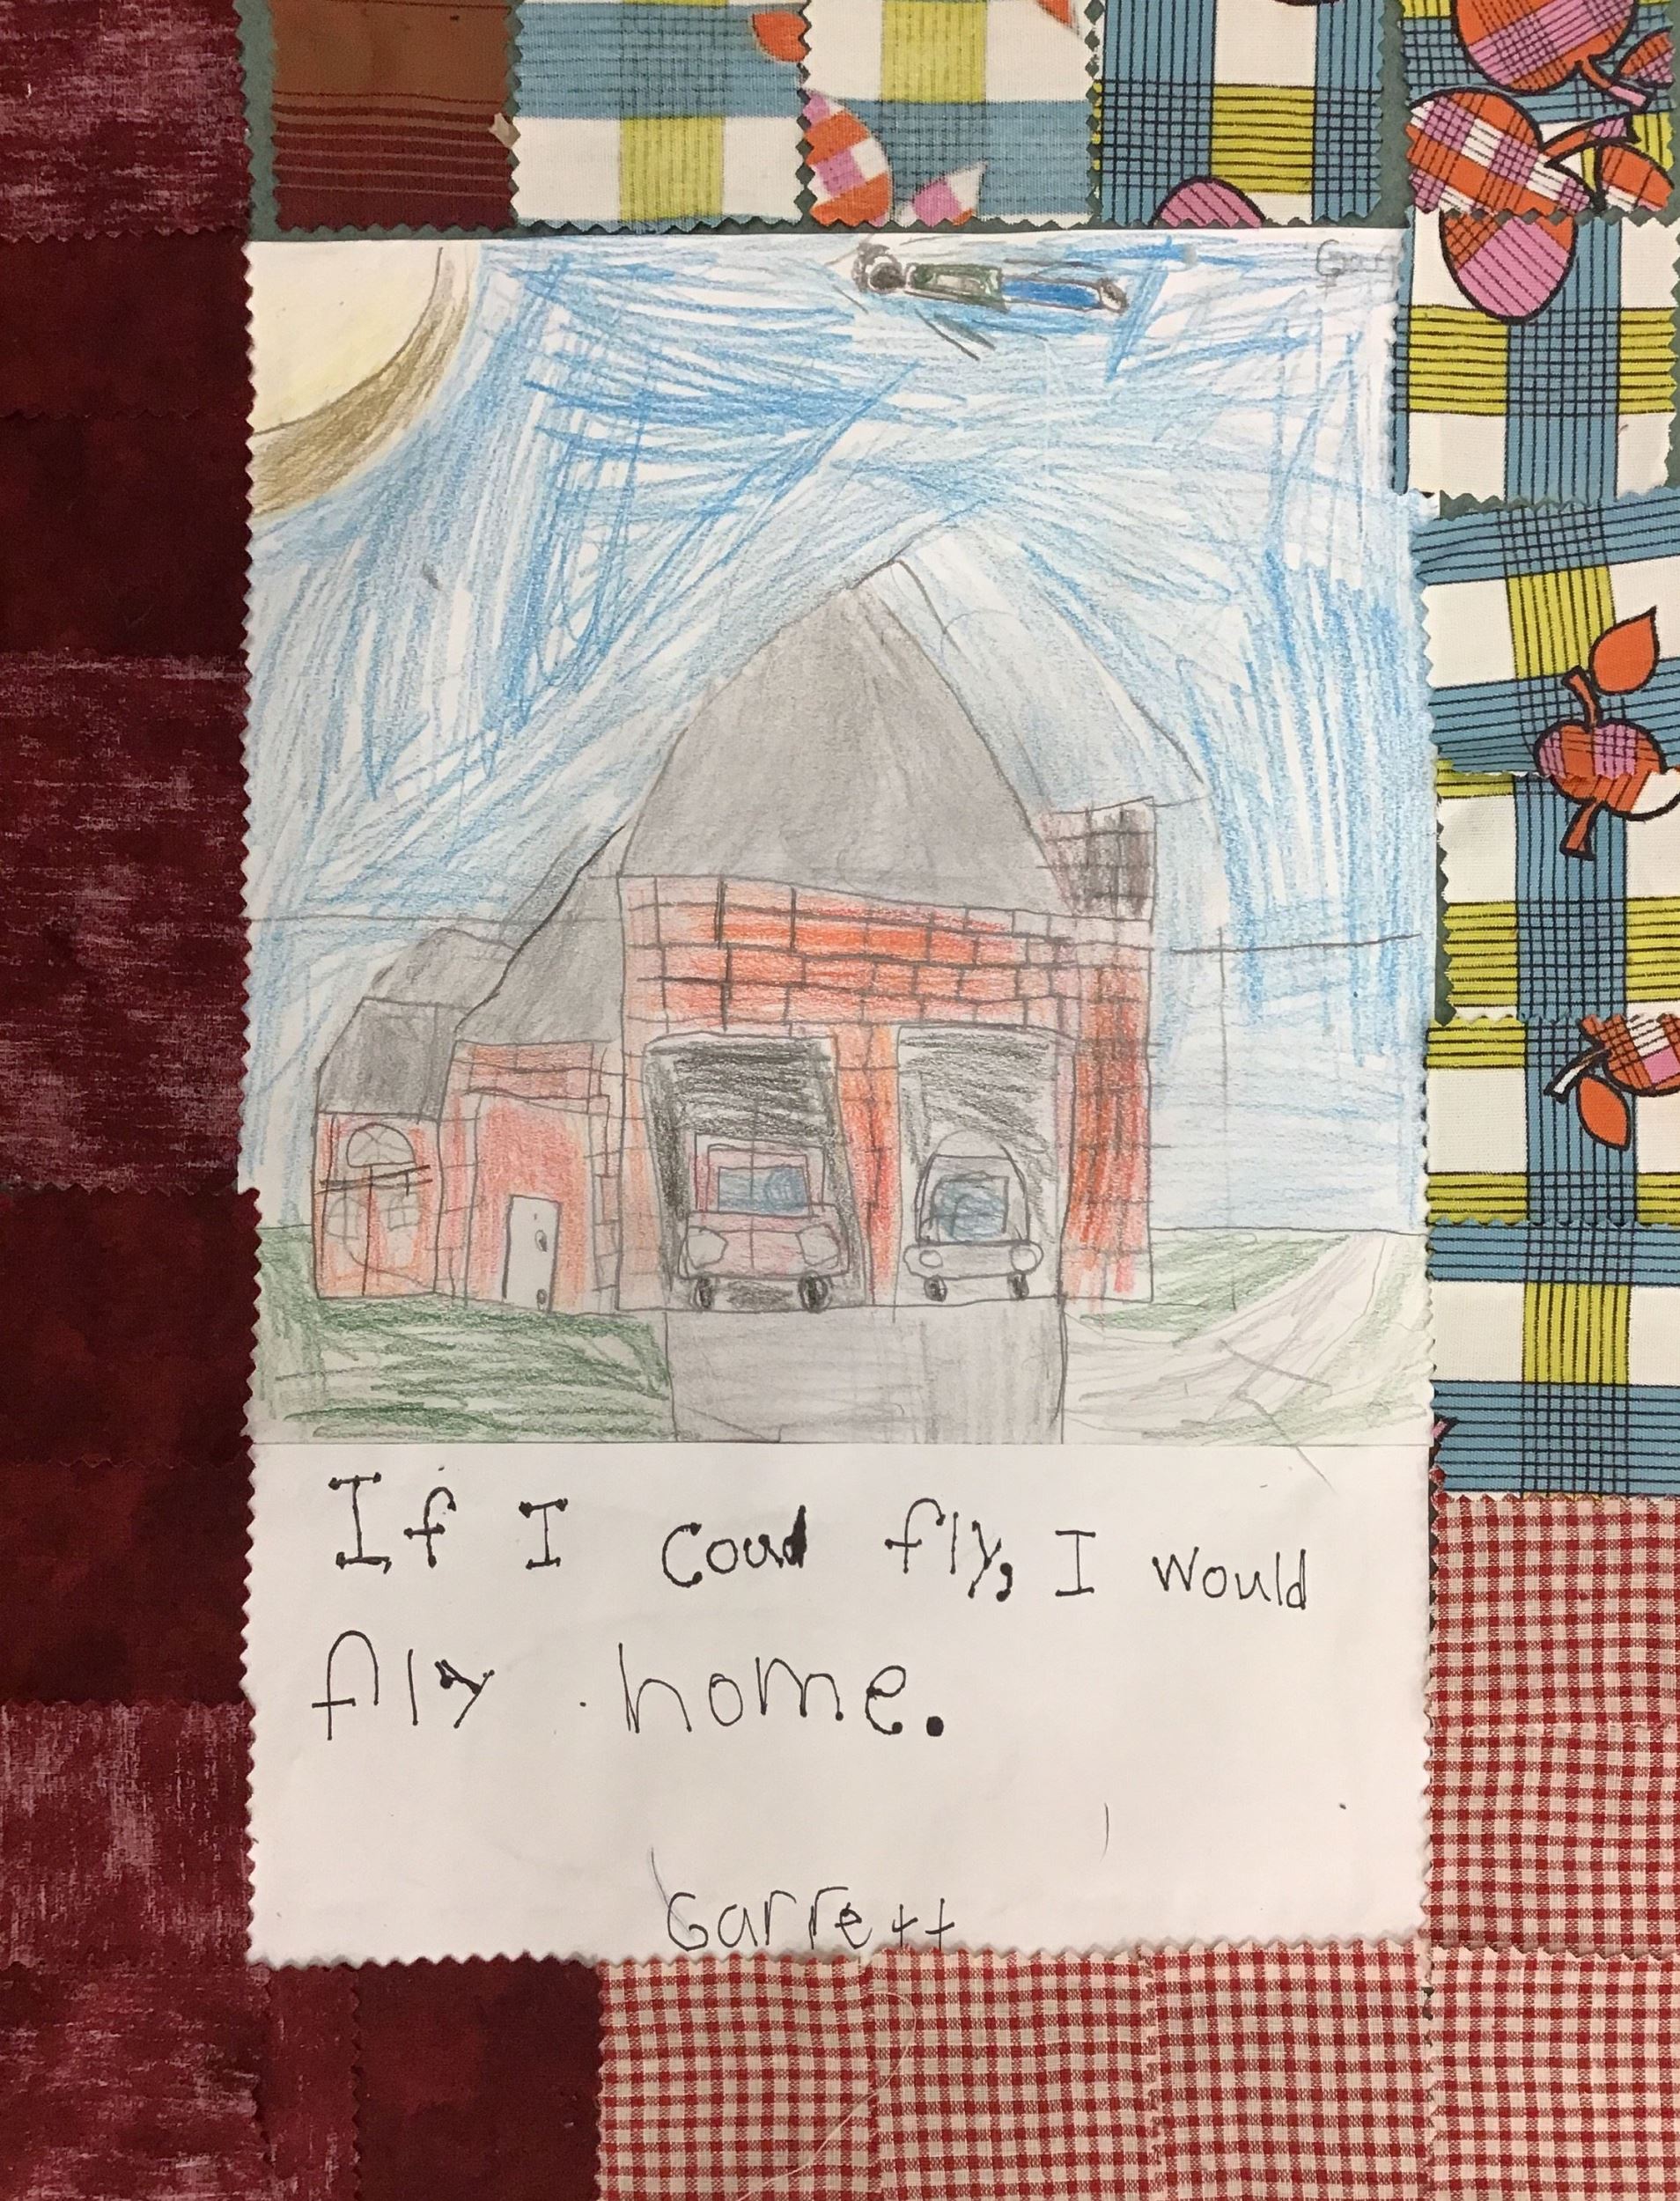 If I coud fly, I would
fly home.
Garrett